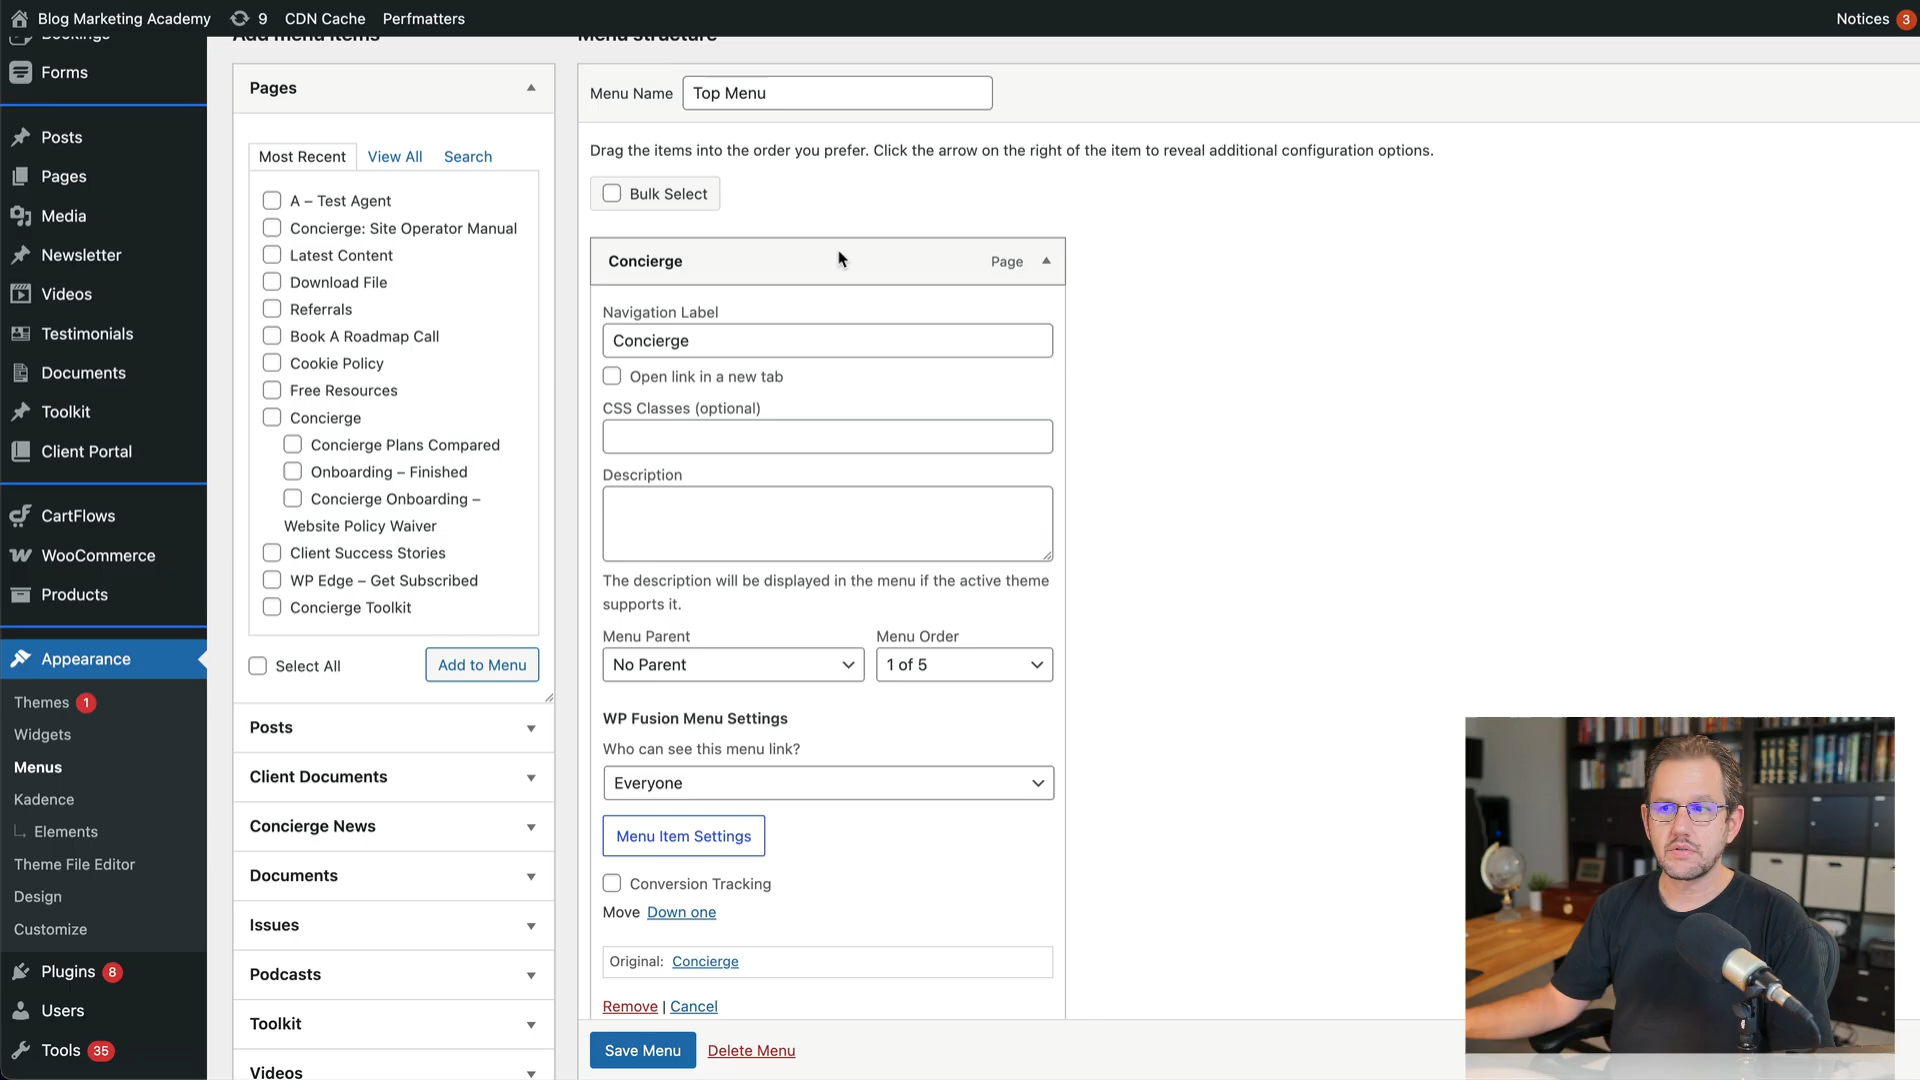 Blog Marketing Academy
9
CDN Cache
Perfmatters
Notices 3
Bookings
Forms
Posts
Pages
Media
Newsletter
Videos
Testimonials
Documents
Toolkit
Client Portal
CartFlows
WooCommerce
Products
Appearance
Themes 1
Widgets
Menus
Kadence
Elements
Theme File Editor
Design
Customize
Plugins 8
Users
Tools 35
Add menu items
Pages
Most Recent
View All
Search
A – Test Agent
Concierge: Site Operator Manual
Latest Content
Download File
Referrals
Book A Roadmap Call
Cookie Policy
Free Resources
Concierge
Concierge Plans Compared
Onboarding – Finished
Concierge Onboarding –
Website Policy Waiver
Client Success Stories
WP Edge – Get Subscribed
Concierge Toolkit
Select All
Add to Menu
Posts
Client Documents
Concierge News
Documents
Issues
Podcasts
Toolkit
Videos
Menu structure
Menu Name
Top Menu
Drag the items into the order you prefer. Click the arrow on the right of the item to reveal additional configuration options.
Bulk Select
Concierge
Page
Navigation Label
Concierge
Open link in a new tab
CSS Classes (optional)
Description
The description will be displayed in the menu if the active theme
supports it.
Menu Parent
Menu Order
No Parent
1 of 5
WP Fusion Menu Settings
Who can see this menu link?
Everyone
Menu Item Settings
Conversion Tracking
Move Down one
Original: Concierge
Remove | Cancel
Save Menu
Delete Menu